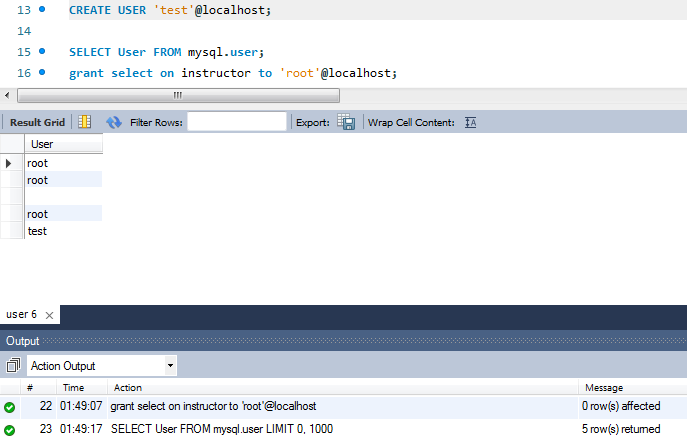 13 CREATE USER 'test'@localhost;
14
15 SELECT User FROM mysql.user;
16 grant select on instructor to 'root'@localhost;
Result Grid Filter Rows: Export: Wrap Cell Content:
User
root
root
root
test
user 6
Output
Action Output
# Time Action Message
22 01:49:07 grant select on instructor to 'root'@localhost 0 row(s) affected
23 01:49:17 SELECT User FROM mysql.user LIMIT 0, 1000 5 row(s) returned